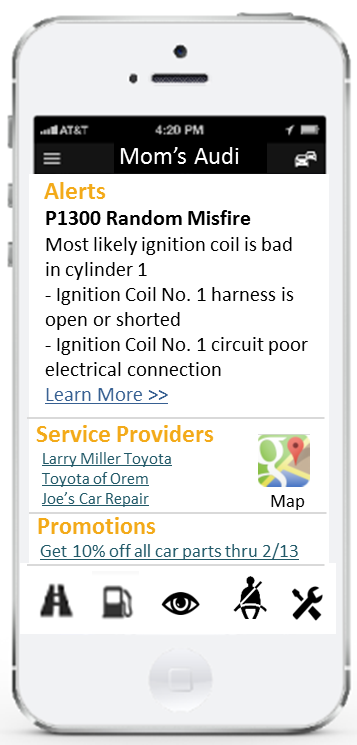 AT&T 4:20 PM
Mom's Audi
Alerts
P1300 Random Misfire
Most likely ignition coil is bad
in cylinder 1
- Ignition Coil No. 1 harness is
open or shorted
- Ignition Coil No. 1 circuit poor
electrical connection
Learn More >>
Service Providers
Larry Miller Toyota
Toyota of Orem
Joe's Car Repair
Map
Promotions
Get 10% off all car parts thru 2/13